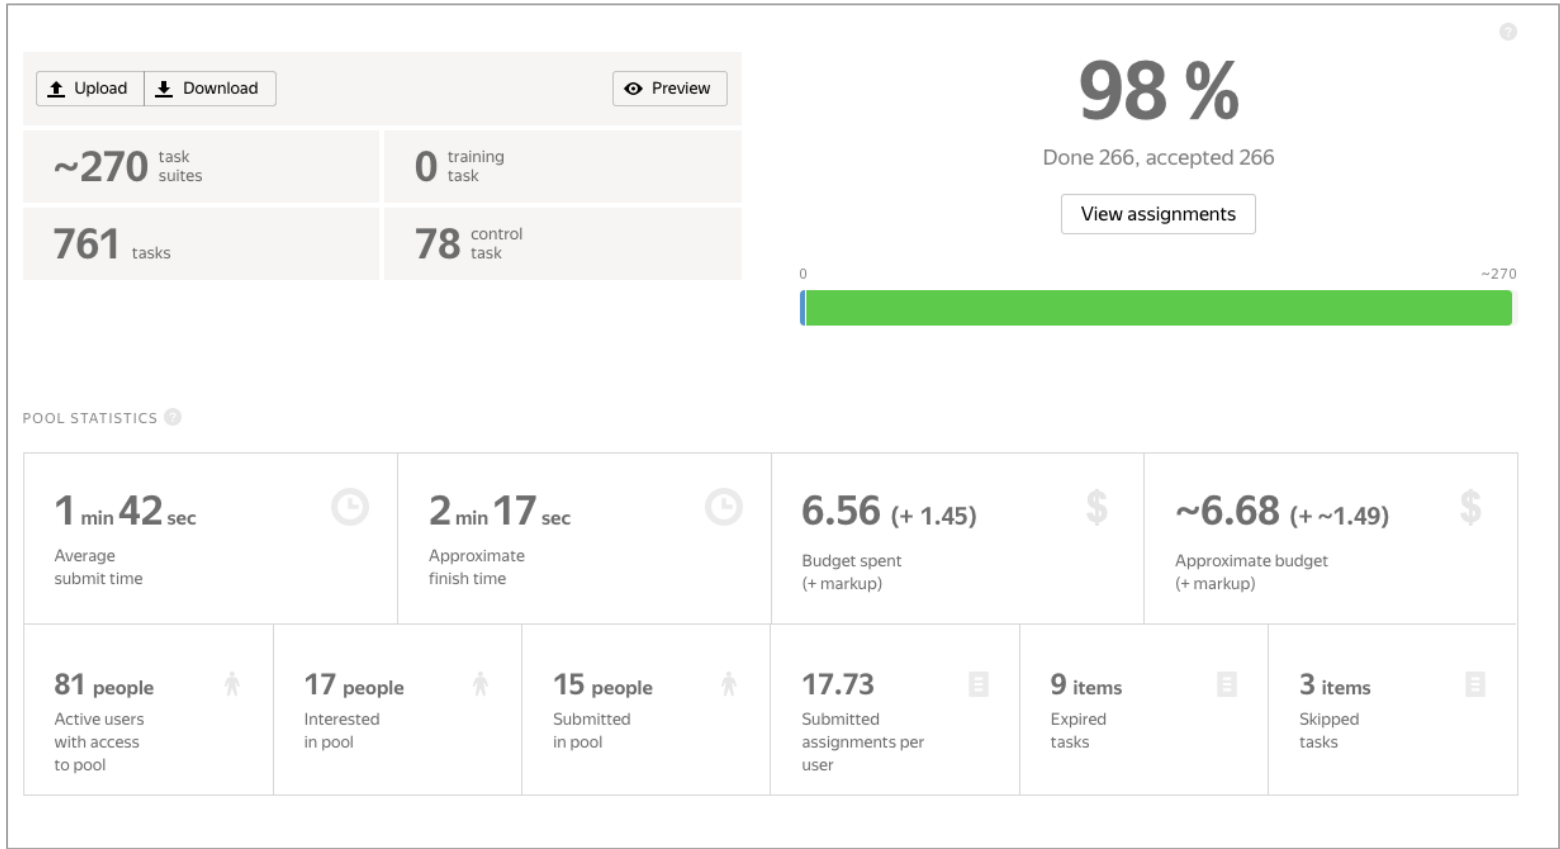 ?
Upload Download Preview
98 %
Done 266, accepted 266
View assignments
~270 task suites
0 training task
761 tasks
78 control task
0 ~270
POOL STATISTICS ?
1 min 42 sec
Average
submit time
2 min 17 sec
Approximate
finish time
6.56 (+ 1.45)
Budget spent
(+ markup)
~6.68 (+ ~1.49)
Approximate budget
(+ markup)
81 people
Active users
with access
to pool
17 people
Interested
in pool
15 people
Submitted
in pool
17.73
Submitted
assignments per
user
9 items
Expired
tasks
3 items
Skipped
tasks